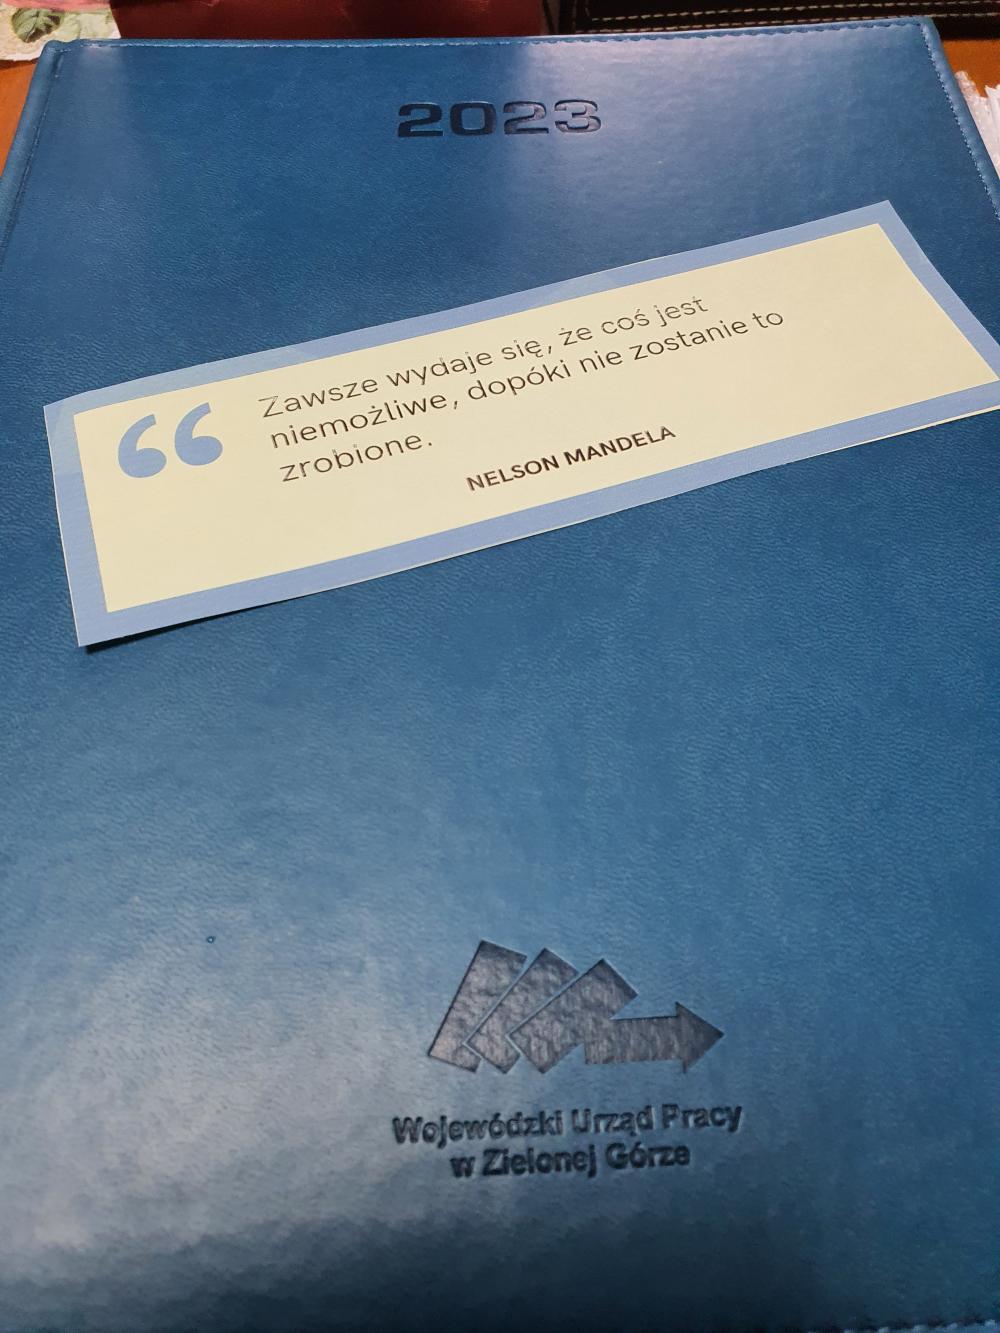 2023
Zawsze wydaje się, że coś jest
niemożliwe, dopóki nie zostanie to
zrobione.
NELSON MANDELA
Wojewódzki Urząd Pracy
w Zielonej Górze